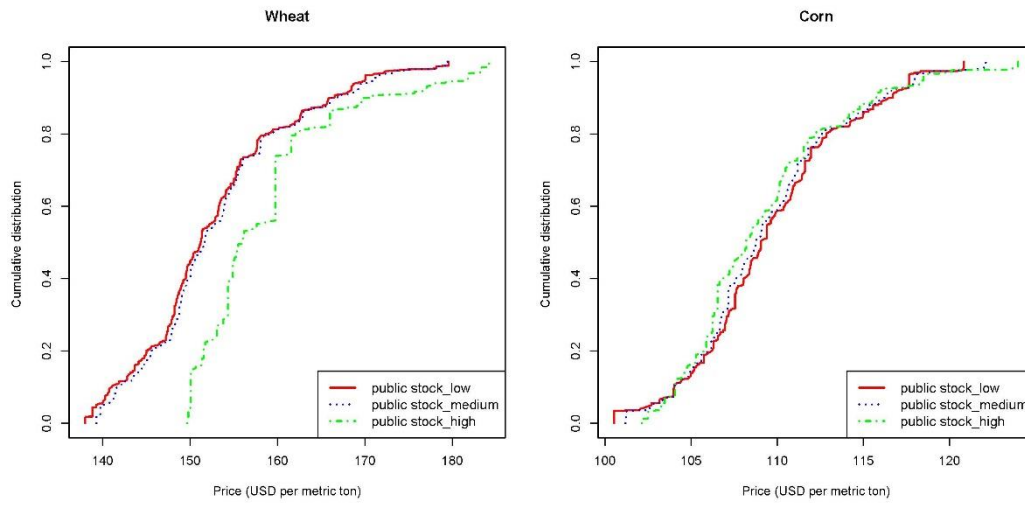 Wheat
Cumulative distribution
1.0
0.8
0.6
0.4
0.2
0.0
public stock_low
public stock_medium
public stock_high
140 150 160 170 180
Price (USD per metric ton)
Corn
Cumulative distribution
1.0
0.8
0.6
0.4
0.2
0.0
public stock_low
public stock_medium
public stock_high
100 105 110 115 120
Price (USD per metric ton)